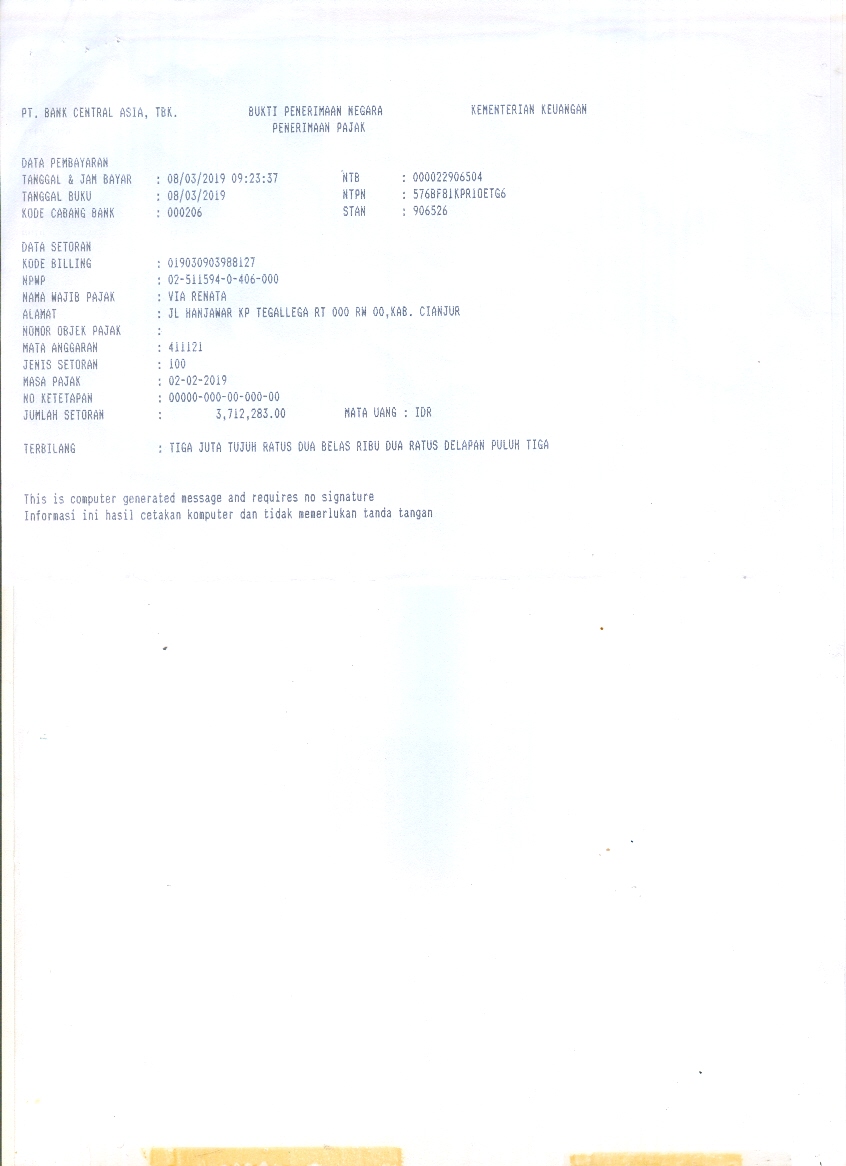 PT. BANK CENTRAL ASIA, TBK. BUKTI PENERIMAAN NEGARA KEMENTERIAN KEUANGAN
PENERIMAAN PAJAK
DATA PEMBAYARAN
TANGGAL & JAM BAYAR : 08/03/2019 09:23:37 NTB : 000022906504
TANGGAL BUKU : 08/03/2019 NTPN : 576BF81KPR1OETG6
KODE CABANG BANK : 000206 STAN : 906526
DATA SETORAN
KODE BILLING : 019030903988127
NPWP : 02-511594-0-406-000
NAMA WAJIB PAJAK : VIA RENATA
ALAMAT : JL HANJAWAR KP TEGALLEGA RT 000 RW 00,KAB. CIANJUR
NOMOR OBJEK PAJAK :
MATA ANGGARAN : 411121
JENIS SETORAN : 100
MASA PAJAK : 02-02-2019
NO KETETAPAN : 00000-000-00-000-00
JUMLAH SETORAN : 3,712,283.00 MATA UANG : IDR
TERBILANG : TIGA JUTA TUJUH RATUS DUA BELAS RIBU DUA RATUS DELAPAN PULUH TIGA
This is computer generated message and requires no signature
Informasi ini hasil cetakan komputer dan tidak memerlukan tanda tangan